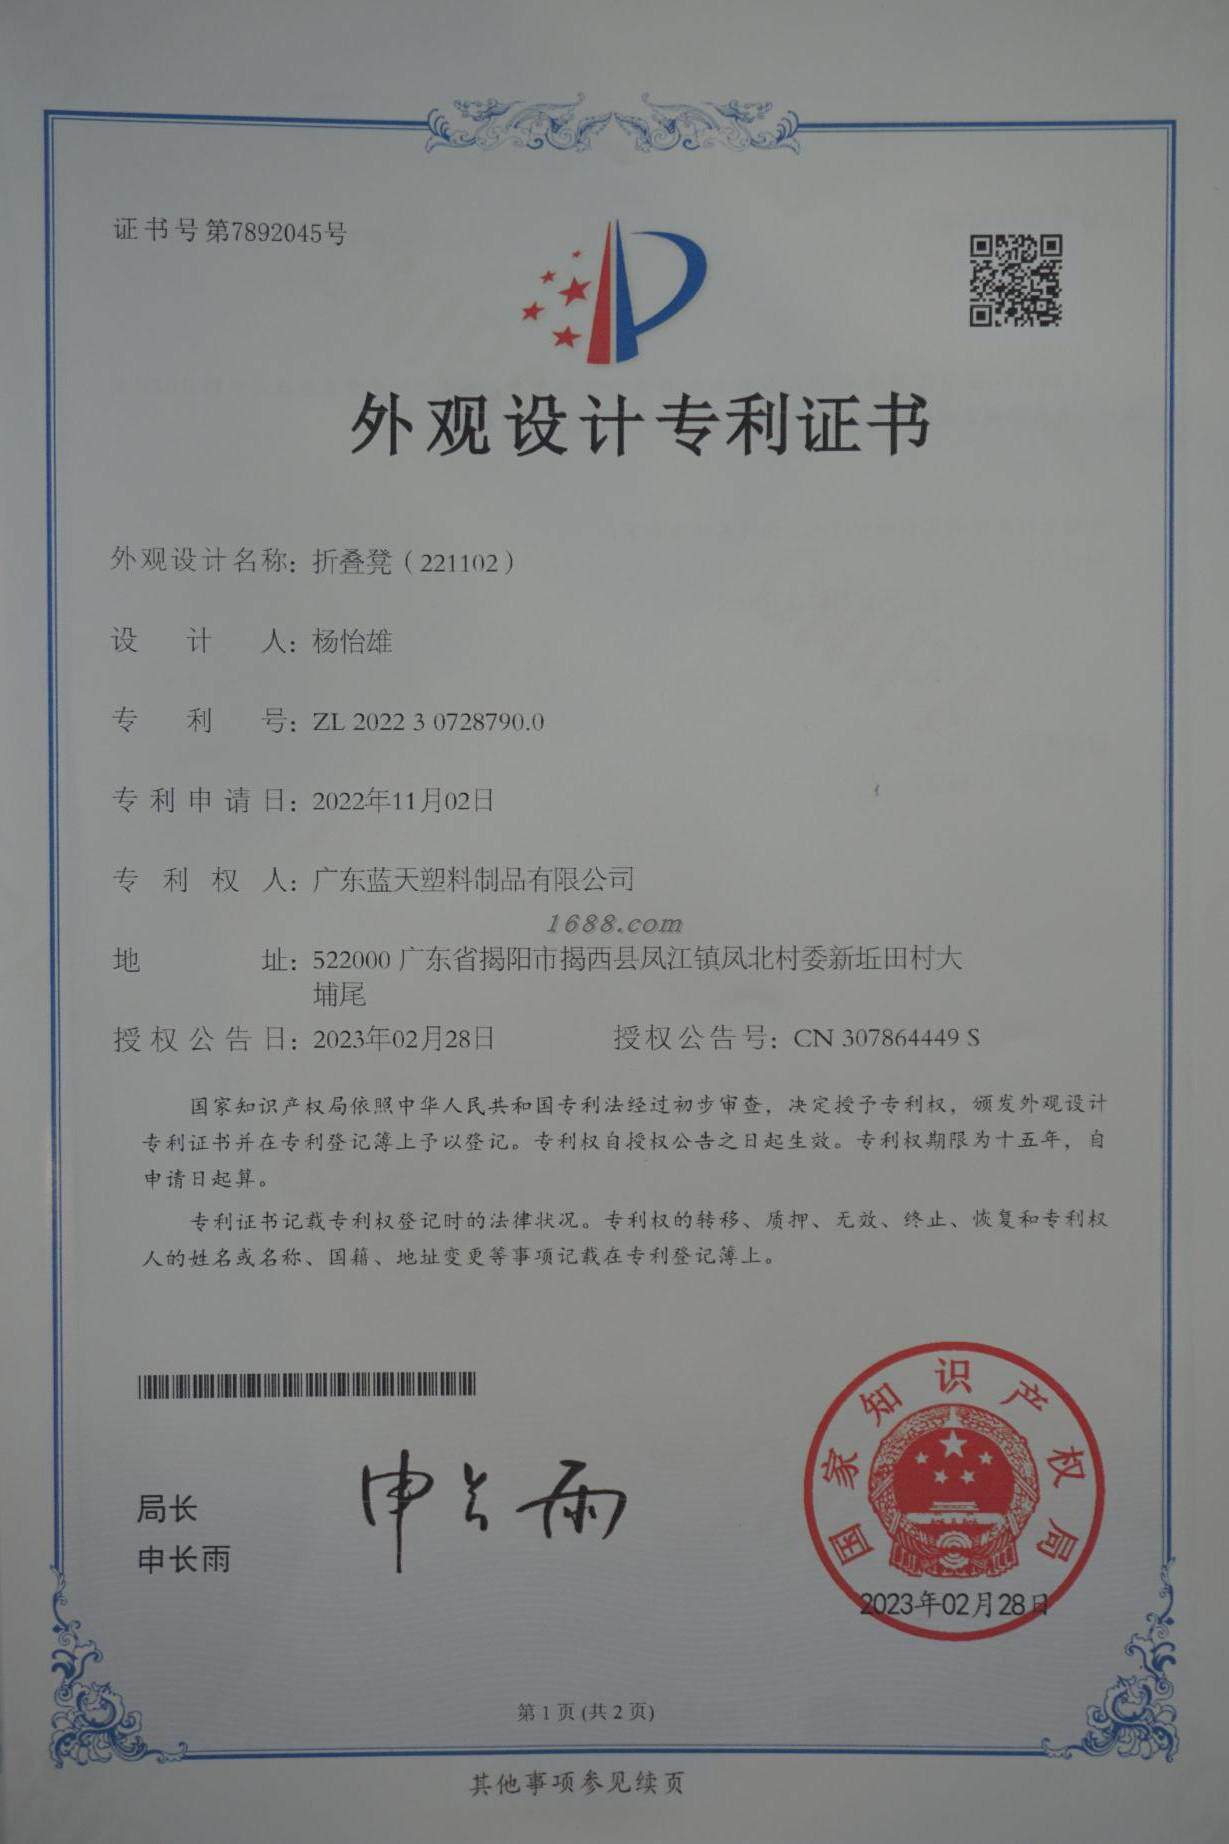 证书号第7892045号
外观设计专利证书
外观设计名称：折叠凳（221102）
设计人：杨怡雄
专利号：ZL 2022 3 0728790.0
专利申请日：2022年11月02日
专利权人：广东蓝天塑料制品有限公司
1688.com
地址：522000 广东省揭阳市揭西县凤江镇凤北村委新坵田村大
埔尾
授权公告日：2023年02月28日 授权公告号：CN 307864449 S
国家知识产权局依照中华人民共和国专利法经过初步审查，决定授予专利权，颁发外观设计
专利证书并在专利登记簿上予以登记。专利权自授权公告之日起生效。专利权期限为十五年，自
申请日起算。
专利证书记载专利权登记时的法律状况。专利权的转移、质押、无效、终止、恢复和专利权
人的姓名或名称、国籍、地址变更等事项记载在专利登记簿上。
局长
申长雨
申长雨
国家知识产权局
2023年02月28日
第 1 页 (共 2 页)
其他事项参见续页